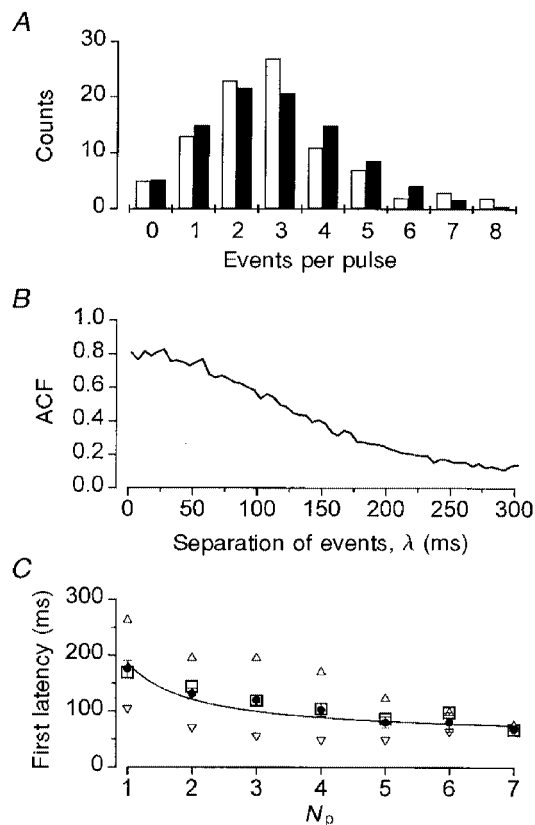 A
30
20
10
0
Counts
0 1 2 3 4 5 6 7 8
Events per pulse
B
1.0
0.8
0.6
0.4
0.2
0.0
ACF
0 50 100 150 200 250 300
Separation of events, λ (ms)
C
300
200
100
0
First latency (ms)
1 2 3 4 5 6 7
Np